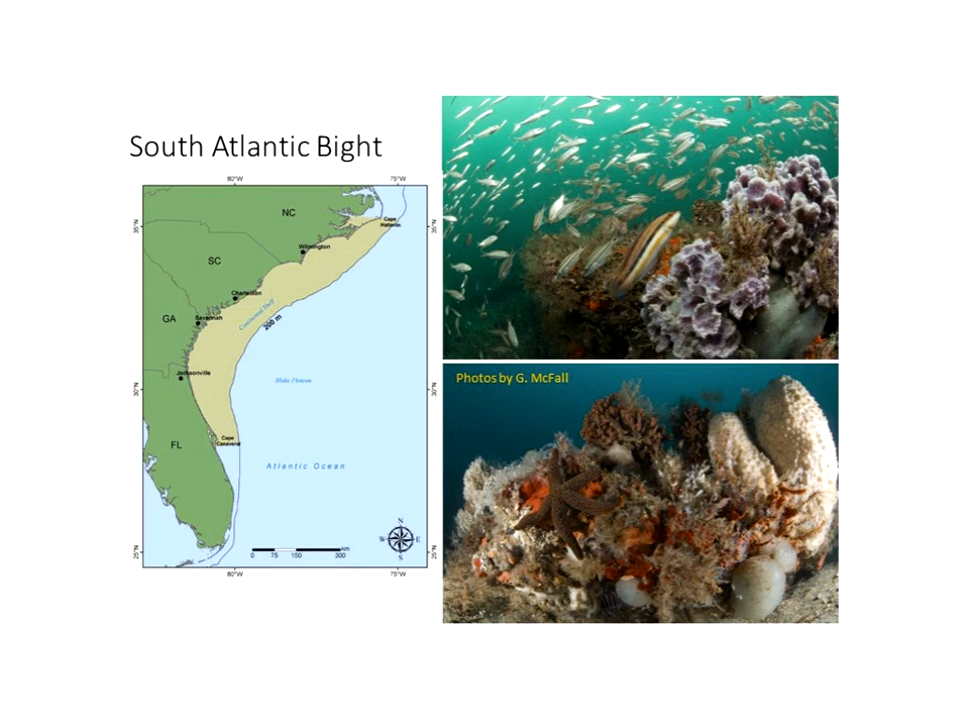 South Atlantic Bight
80°W 75°W
NC
35°N 35°N
Cape
Hatteras
Wilmington
SC
Charleston
Continental Shelf
200 m
GA
Savannah
Jacksonville
30°N 30°N
Blake Plateau
Cape
Canaveral
FL
Atlantic Ocean
N
W E
S
25°N 25°N
km
0 75 150 300
80°W 75°W
Photos by G. McFall